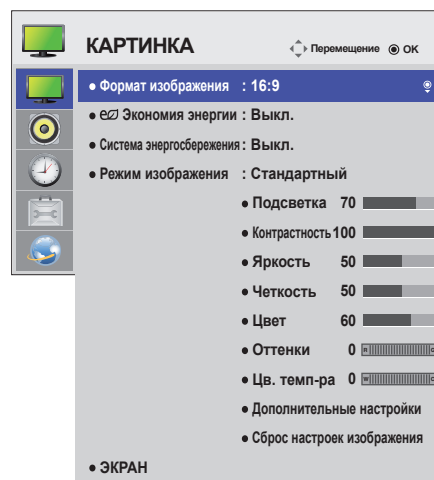 КАРТИНКА
Перемещение OK
• Формат изображения : 16:9
• Экономия энергии : Выкл.
• Система энергосбережения : Выкл.
• Режим изображения : Стандартный
• Подсветка 70
• Контрастность 100
• Яркость 50
• Четкость 50
• Цвет 60
• Оттенки 0 R G
• Цв. темп-ра 0 W C
• Дополнительные настройки
• Сброс настроек изображения
• ЭКРАН